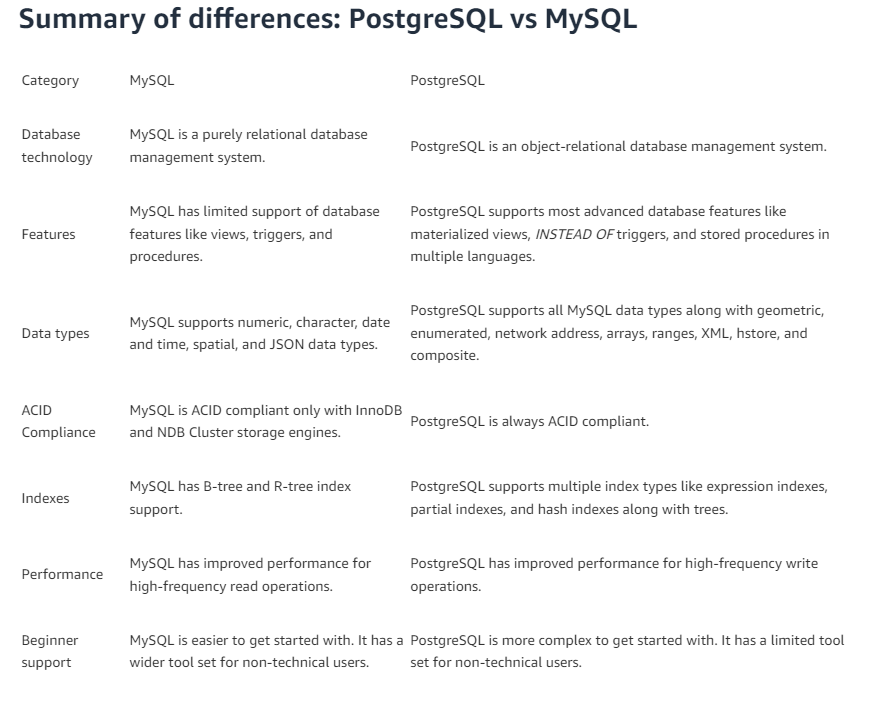 Summary of differences: PostgreSQL vs MySQL
Category MySQL PostgreSQL
Database
technology
MySQL is a purely relational database
management system.
PostgreSQL is an object-relational database management system.
Features
MySQL has limited support of database
features like views, triggers, and
procedures.
PostgreSQL supports most advanced database features like
materialized views, INSTEAD OF triggers, and stored procedures in
multiple languages.
Data types
MySQL supports numeric, character, date
and time, spatial, and JSON data types.
PostgreSQL supports all MySQL data types along with geometric,
enumerated, network address, arrays, ranges, XML, hstore, and
composite.
ACID
Compliance
MySQL is ACID compliant only with InnoDB
and NDB Cluster storage engines.
PostgreSQL is always ACID compliant.
Indexes
MySQL has B-tree and R-tree index
support.
PostgreSQL supports multiple index types like expression indexes,
partial indexes, and hash indexes along with trees.
Performance
MySQL has improved performance for
high-frequency read operations.
PostgreSQL has improved performance for high-frequency write
operations.
Beginner
support
MySQL is easier to get started with. It has a
wider tool set for non-technical users.
PostgreSQL is more complex to get started with. It has a limited tool
set for non-technical users.